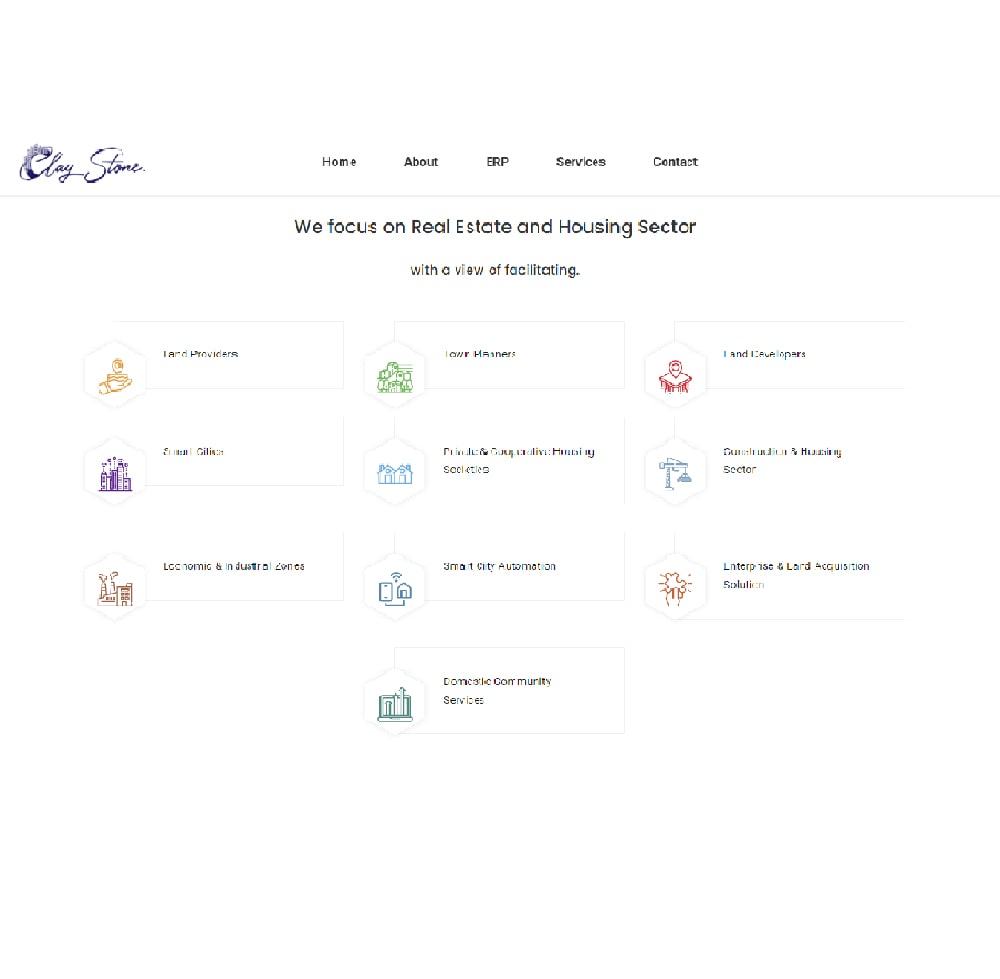 Clay Stone.
Home About ERP Services Contact
We focus on Real Estate and Housing Sector
with a view of facilitating..
Land Providers
Town Planners
Land Developers
Smart Cities
Private & Cooperative Housing
Societies
Construction & Housing
Sector
Economic & Industrial Zones
Smart City Automation
Enterprise & Land Acquisition
Solution
Domestic Community
Services